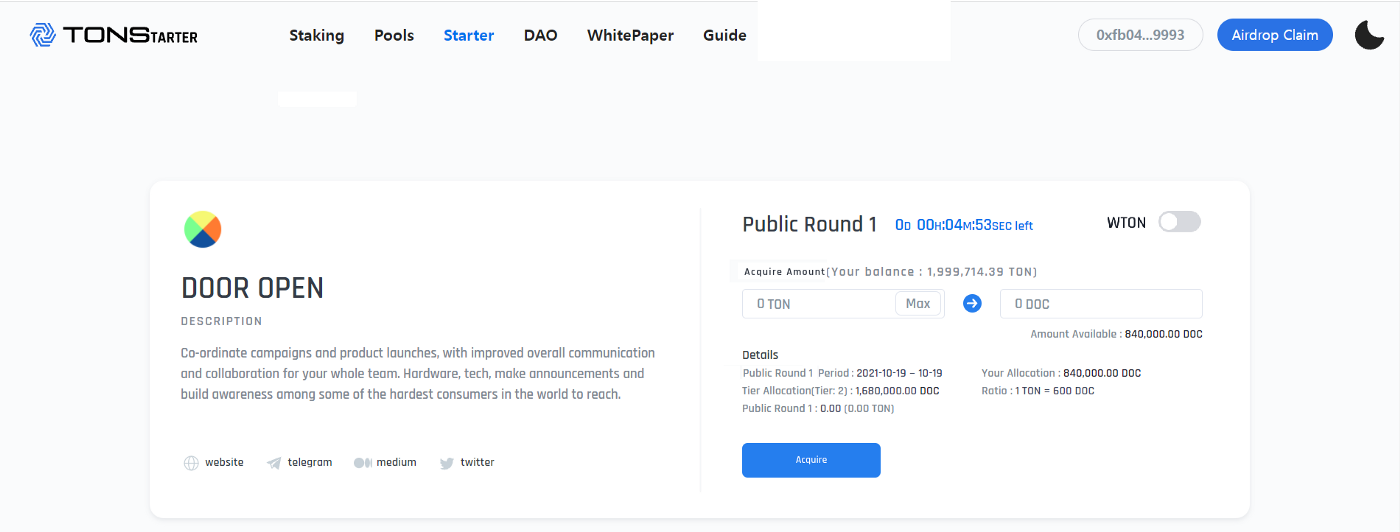 TONSTARTER Staking Pools Starter DAO WhitePaper Guide 0xfb04...9993 Airdrop Claim
Public Round 1 0D 00H:04M:53SEC left WTON
DOOR OPEN
DESCRIPTION
Co-ordinate campaigns and product launches, with improved overall communication
and collaboration for your whole team. Hardware, tech, make announcements and
build awareness among some of the hardest consumers in the world to reach.
website telegram medium twitter
Acquire Amount(Your balance : 1,999,714.39 TON)
0 TON Max 0 DOC
Amount Available : 840,000.00 DOC
Details
Public Round 1 Period : 2021-10-19 ~ 10-19 Your Allocation : 840,000.00 DOC
Tier Allocation(Tier: 2) : 1,680,000.00 DOC Ratio : 1 TON = 600 DOC
Public Round 1 : 0.00 (0.00 TON)
Acquire